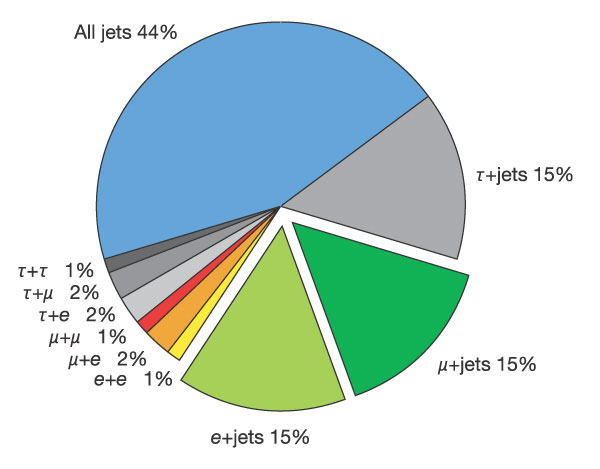 All jets 44%
τ+jets 15%
τ+τ 1%
τ+μ 2%
τ+e 2%
μ+μ 1%
μ+e 2%
e+e 1%
μ+jets 15%
e+jets 15%